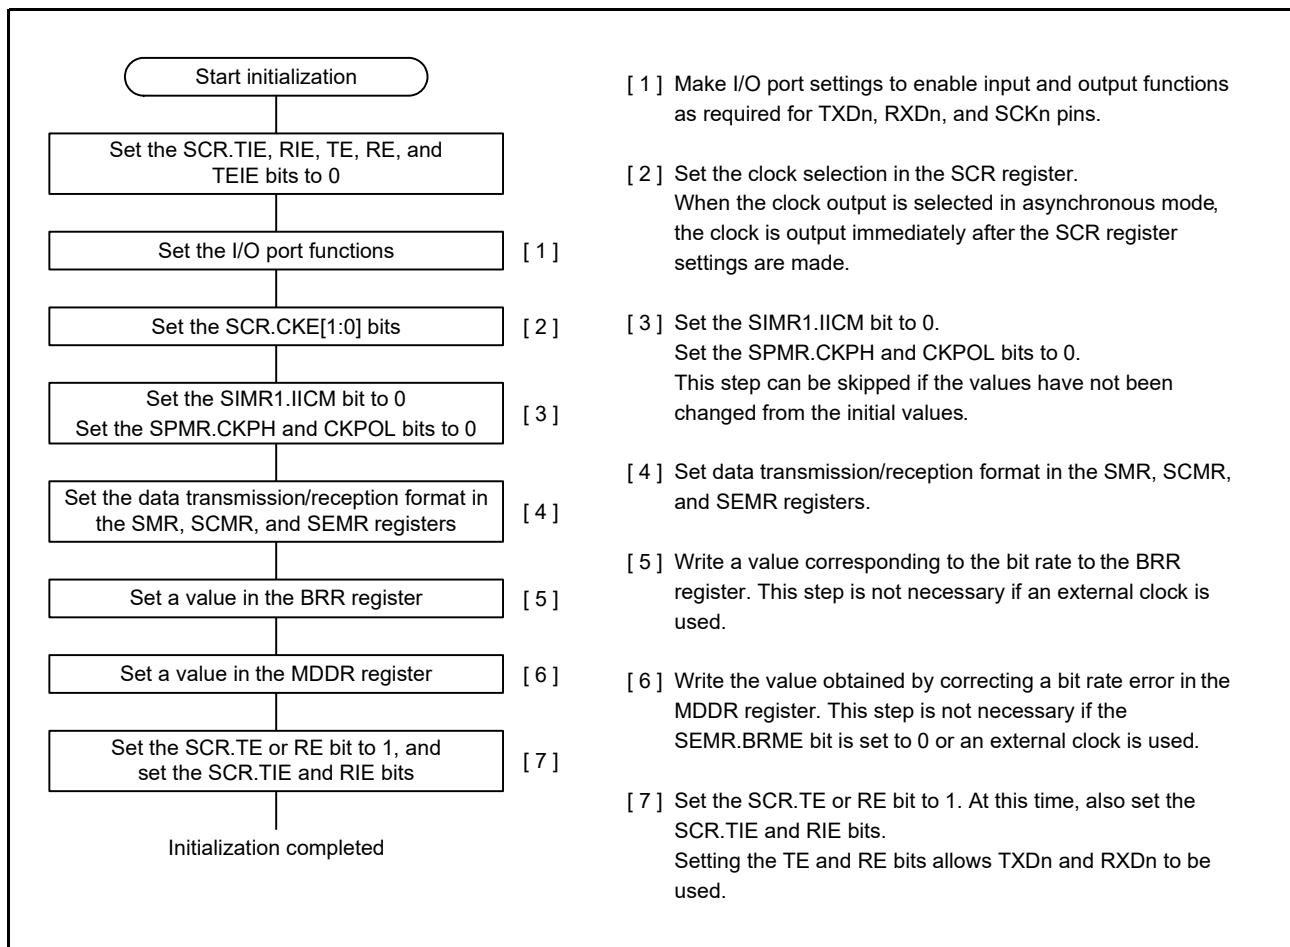 Start initialization
Set the SCR.TIE, RIE, TE, RE, and
TEIE bits to 0
Set the I/O port functions
[ 1 ]
Set the SCR.CKE[1:0] bits
[ 2 ]
Set the SIMR1.IICM bit to 0
Set the SPMR.CKPH and CKPOL bits to 0
[ 3 ]
Set the data transmission/reception format in
the SMR, SCMR, and SEMR registers
[ 4 ]
Set a value in the BRR register
[ 5 ]
Set a value in the MDDR register
[ 6 ]
Set the SCR.TE or RE bit to 1, and
set the SCR.TIE and RIE bits
[ 7 ]
Initialization completed
[ 1 ] Make I/O port settings to enable input and output functions
as required for TXDn, RXDn, and SCKn pins.
[ 2 ] Set the clock selection in the SCR register.
When the clock output is selected in asynchronous mode,
the clock is output immediately after the SCR register
settings are made.
[ 3 ] Set the SIMR1.IICM bit to 0.
Set the SPMR.CKPH and CKPOL bits to 0.
This step can be skipped if the values have not been
changed from the initial values.
[ 4 ] Set data transmission/reception format in the SMR, SCMR,
and SEMR registers.
[ 5 ] Write a value corresponding to the bit rate to the BRR
register. This step is not necessary if an external clock is
used.
[ 6 ] Write the value obtained by correcting a bit rate error in the
MDDR register. This step is not necessary if the
SEMR.BRME bit is set to 0 or an external clock is used.
[ 7 ] Set the SCR.TE or RE bit to 1. At this time, also set the
SCR.TIE and RIE bits.
Setting the TE and RE bits allows TXDn and RXDn to be
used.